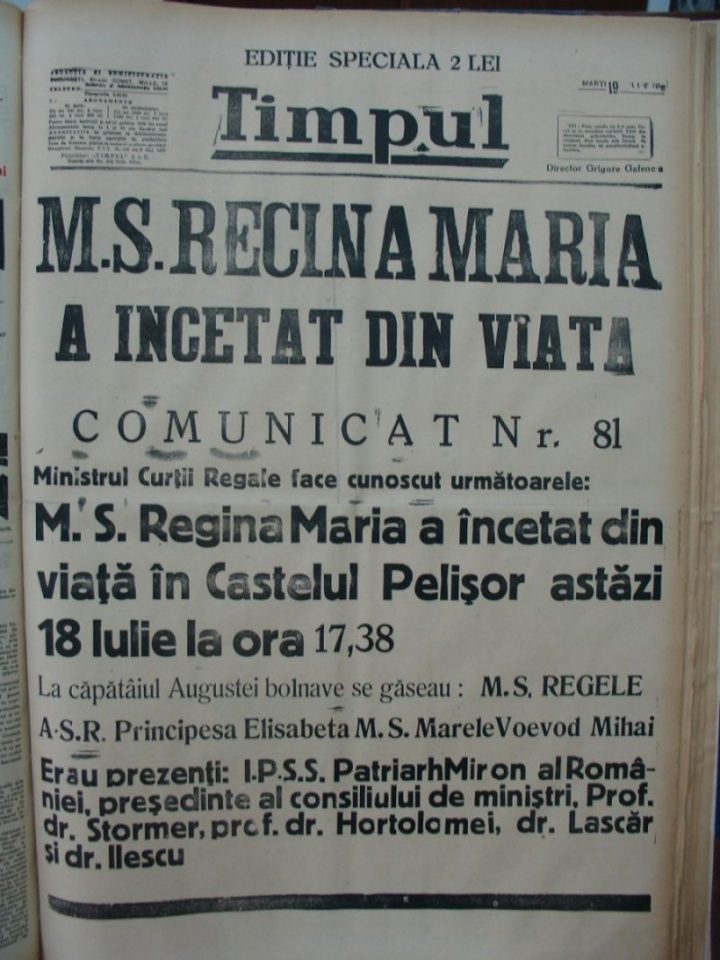 EDIȚIE SPECIALA 2 LEI
MARȚI 19
Timpul
Director Grigore Gafencu
M.S. REGINA MARIA
A INCETAT DIN VIATA
COMUNICAT Nr. 81
Ministrul Curții Regale face cunoscut următoarele:
M. S. Regina Maria a încetat din
viață în Castelul Pelișor astăzi
18 Iulie la ora 17,38
La căpătâiul Augustei bolnave se găseau : M.S. REGELE
A.S.R. Principesa Elisabeta M.S. Marele Voevod Mihai
Erau prezenți: I.P.S.S. Patriarh Miron al Româ-
niei, președinte al consiliului de miniștri, Prof.
dr. Stormer, prof. dr. Hortolomei, dr. Lascăr
și dr. Ilescu